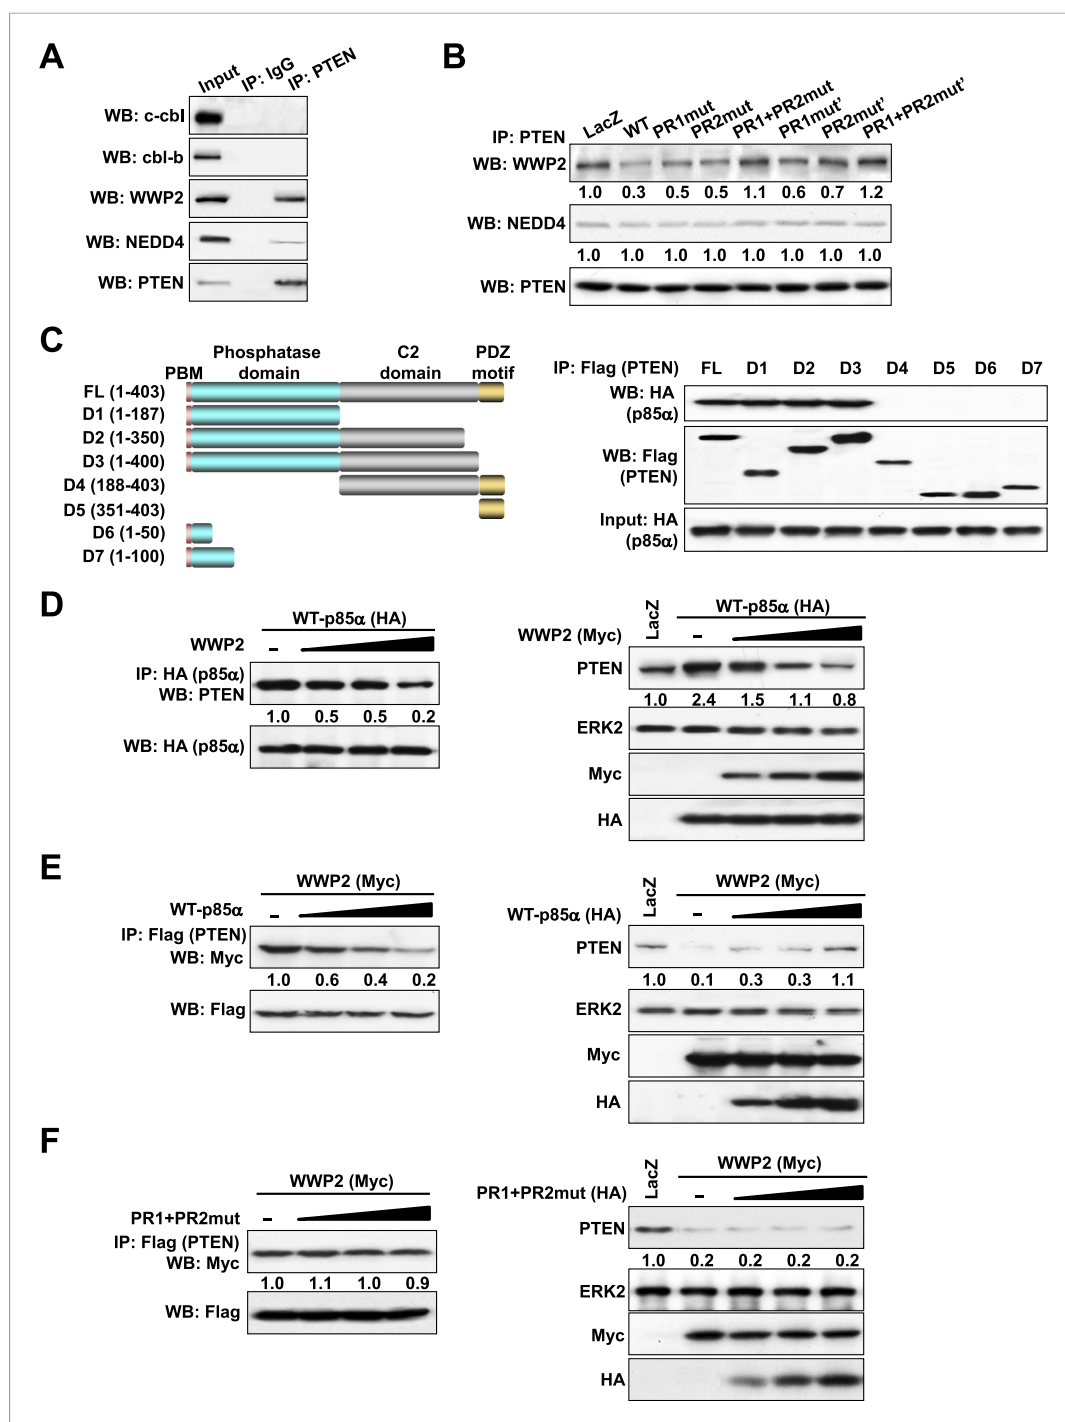 A
Input
IP: IgG
IP: PTEN
WB: c-cbl
WB: cbl-b
WB: WWP2
WB: NEDD4
WB: PTEN
B
LacZ
WT
PR1mut
PR2mut
PR1+PR2mut
PR1mut'
PR2mut'
PR1+PR2mut'
IP: PTEN
WB: WWP2
1.0 0.3 0.5 0.5 1.1 0.6 0.7 1.2
WB: NEDD4
1.0 1.0 1.0 1.0 1.0 1.0 1.0 1.0
WB: PTEN
C
Phosphatase domain
C2 domain
PDZ motif
PBM
FL (1-403)
D1 (1-187)
D2 (1-350)
D3 (1-400)
D4 (188-403)
D5 (351-403)
D6 (1-50)
D7 (1-100)
IP: Flag (PTEN) FL D1 D2 D3 D4 D5 D6 D7
WB: HA
(p85α)
WB: Flag
(PTEN)
Input: HA
(p85α)
D
WT-p85α (HA)
WWP2 –
IP: HA (p85α)
WB: PTEN
1.0 0.5 0.5 0.2
WB: HA (p85α)
LacZ
WT-p85α (HA)
WWP2 (Myc) –
PTEN
1.0 2.4 1.5 1.1 0.8
ERK2
Myc
HA
E
WWP2 (Myc)
WT-p85α –
IP: Flag (PTEN)
WB: Myc
1.0 0.6 0.4 0.2
WB: Flag
LacZ
WWP2 (Myc)
WT-p85α (HA) –
PTEN
1.0 0.1 0.3 0.3 1.1
ERK2
Myc
HA
F
WWP2 (Myc)
PR1+PR2mut –
IP: Flag (PTEN)
WB: Myc
1.0 1.1 1.0 0.9
WB: Flag
LacZ
WWP2 (Myc)
PR1+PR2mut (HA) –
PTEN
1.0 0.2 0.2 0.2 0.2
ERK2
Myc
HA